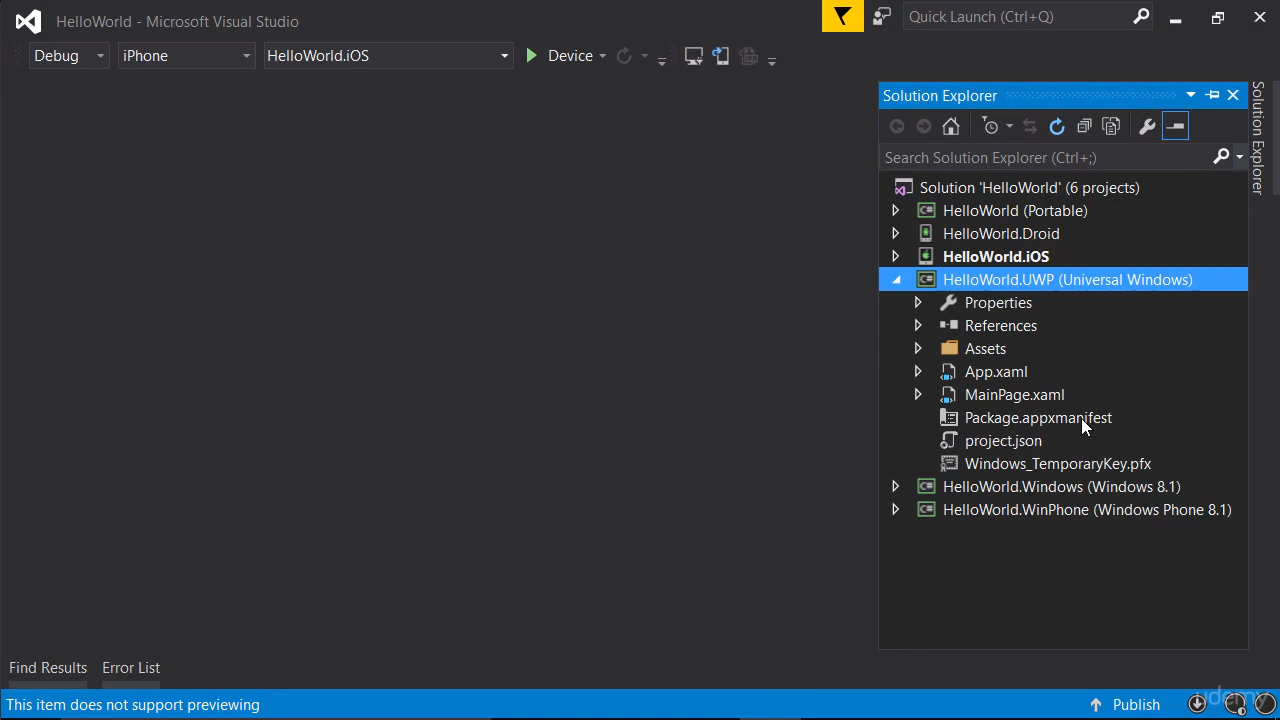 HelloWorld - Microsoft Visual Studio
Quick Launch (Ctrl+Q)
Debug
iPhone
HelloWorld.iOS
Device
Solution Explorer
Solution Explorer
Search Solution Explorer (Ctrl+;)
Solution 'HelloWorld' (6 projects)
C# HelloWorld (Portable)
HelloWorld.Droid
HelloWorld.iOS
C# HelloWorld.UWP (Universal Windows)
Properties
References
Assets
App.xaml
MainPage.xaml
Package.appxmanifest
project.json
Windows_TemporaryKey.pfx
C# HelloWorld.Windows (Windows 8.1)
C# HelloWorld.WinPhone (Windows Phone 8.1)
Find Results
Error List
This item does not support previewing
Publish
udemy